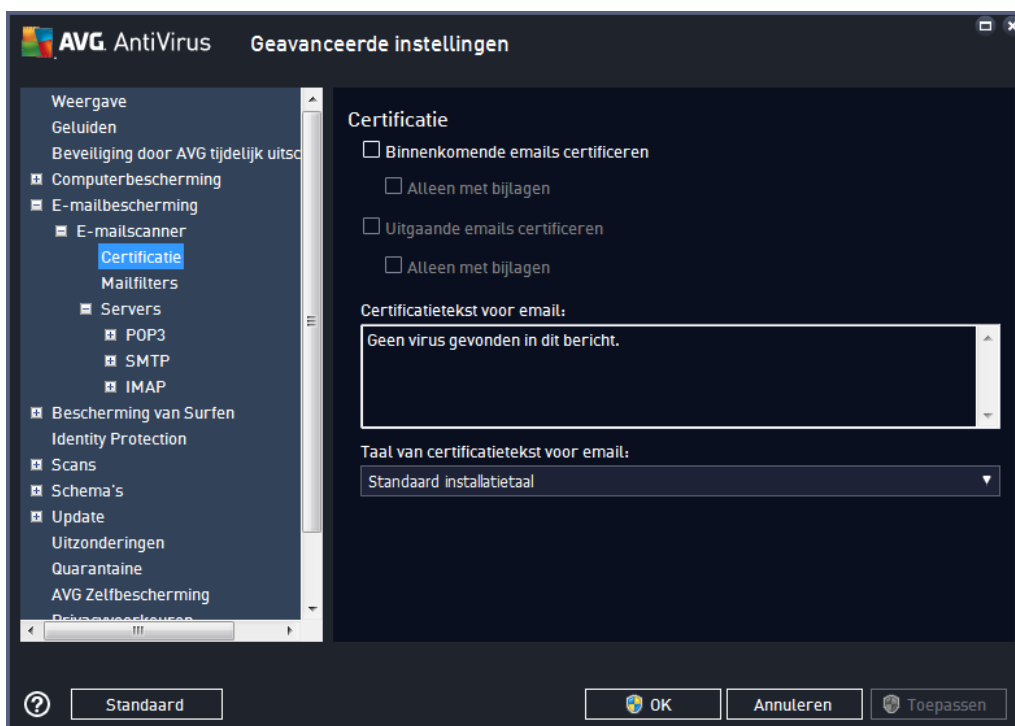 AVG. AntiVirus
Geavanceerde instellingen
Weergave
Geluiden
Beveiliging door AVG tijdelijk uitsc
Computerbescherming
E-mailbescherming
E-mailscanner
Certificatie
Mailfilters
Servers
POP3
SMTP
IMAP
Bescherming van Surfen
Identity Protection
Scans
Schema's
Update
Uitzonderingen
Quarantaine
AVG Zelfbescherming
Privacyvoorkeuren
Certificatie
Binnenkomende emails certificeren
Alleen met bijlagen
Uitgaande emails certificeren
Alleen met bijlagen
Certificatietekst voor email:
Geen virus gevonden in dit bericht.
Taal van certificatietekst voor email:
Standaard installatietaal
?
Standaard
OK
Annuleren
Toepassen